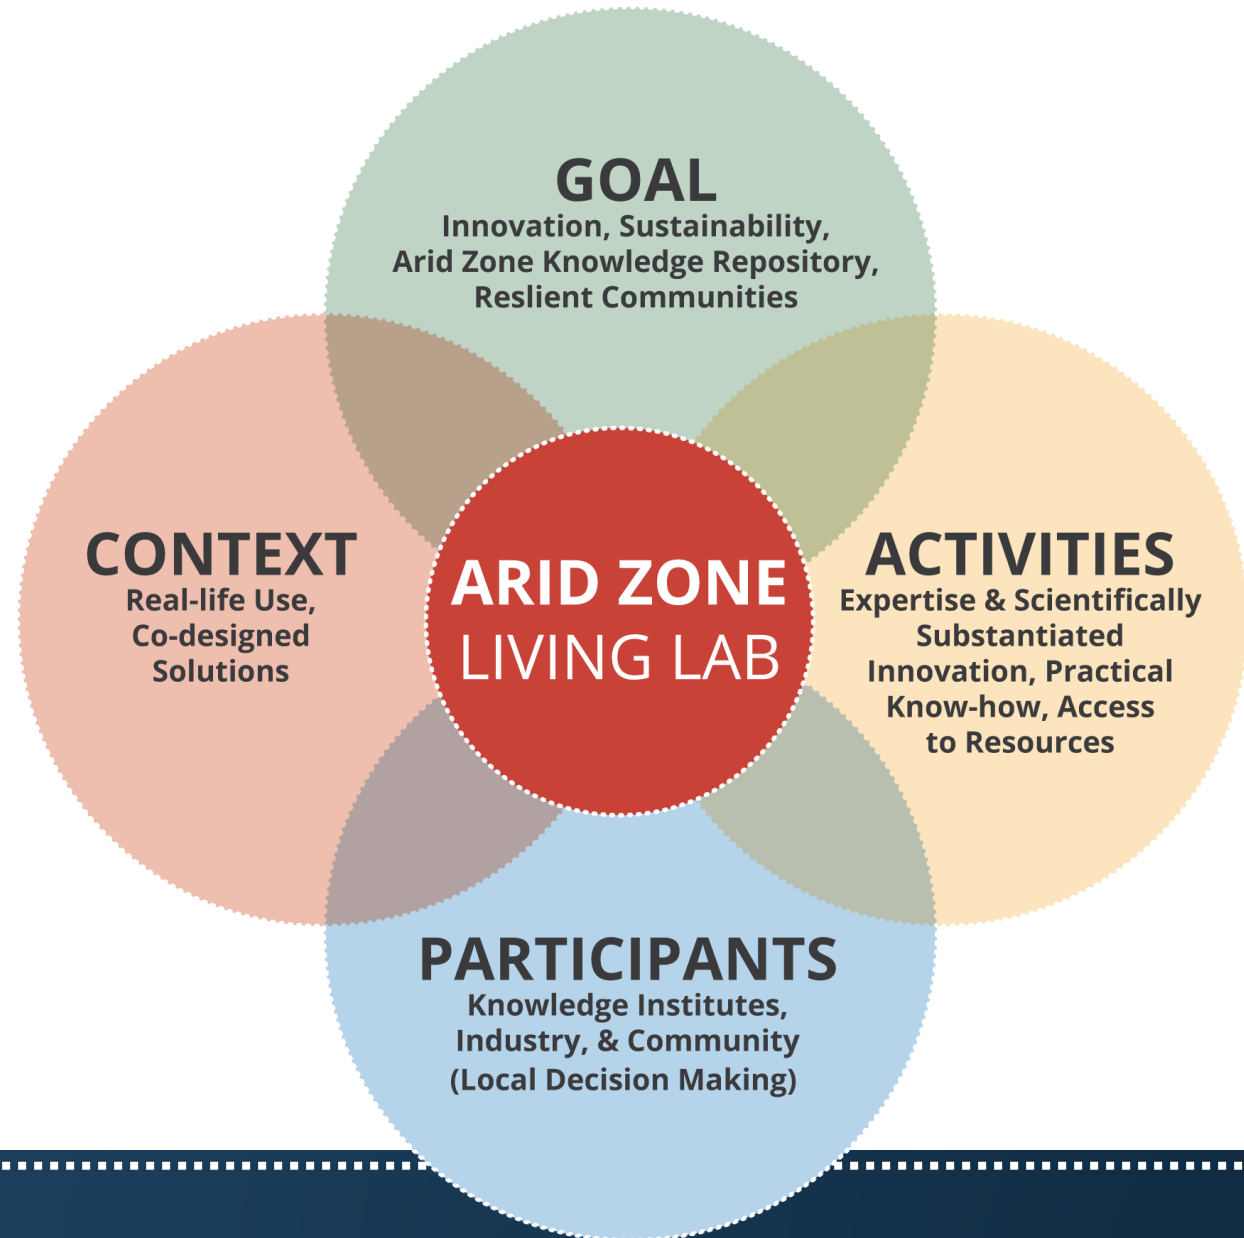 GOAL
Innovation, Sustainability,
Arid Zone Knowledge Repository,
Reslient Communities
CONTEXT
Real-life Use,
Co-designed
Solutions
ARID ZONE
LIVING LAB
ACTIVITIES
Expertise & Scientifically
Substantiated
Innovation, Practical
Know-how, Access
to Resources
PARTICIPANTS
Knowledge Institutes,
Industry, & Community
(Local Decision Making)